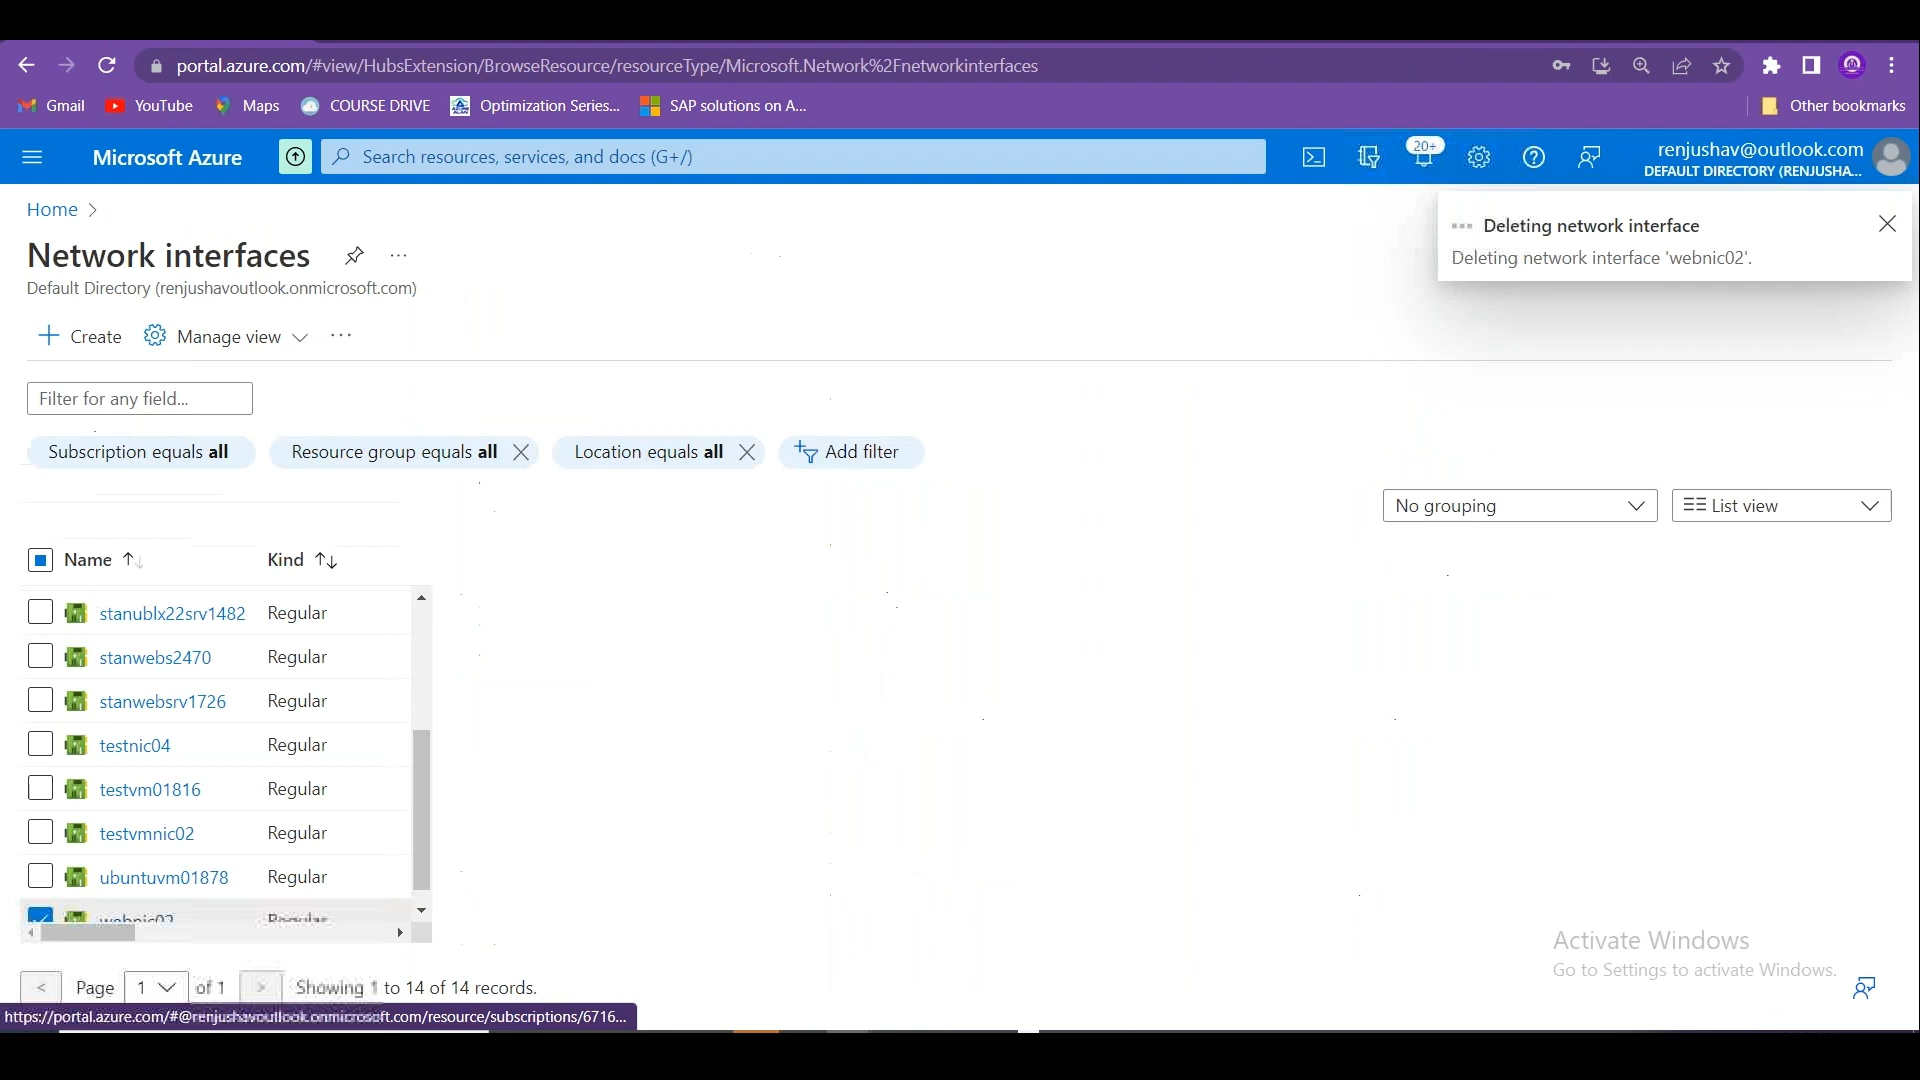 portal.azure.com/#view/HubsExtension/BrowseResource/resourceType/Microsoft.Network%2Fnetworkinterfaces
Gmail YouTube Maps COURSE DRIVE Optimization Series... SAP solutions on A... Other bookmarks
Microsoft Azure Search resources, services, and docs (G+/) 20+ renjushav@outlook.com
DEFAULT DIRECTORY (RENJUSHA...
Home >
Deleting network interface
Deleting network interface 'webnic02'.
Network interfaces ...
Default Directory (renjushavoutlook.onmicrosoft.com)
Create Manage view ...
Filter for any field...
Subscription equals all Resource group equals all Location equals all Add filter
No grouping List view
Name Kind
stanublx22srv1482 Regular
stanwebs2470 Regular
stanwebsrv1726 Regular
testnic04 Regular
testvm01816 Regular
testvmnic02 Regular
ubuntuvm01878 Regular
webnic02 Regular
Activate Windows
Go to Settings to activate Windows.
< Page 1 of 1 > Showing 1 to 14 of 14 records.
https://portal.azure.com/#@renjushavoutlook.onmicrosoft.com/resource/subscriptions/6716...